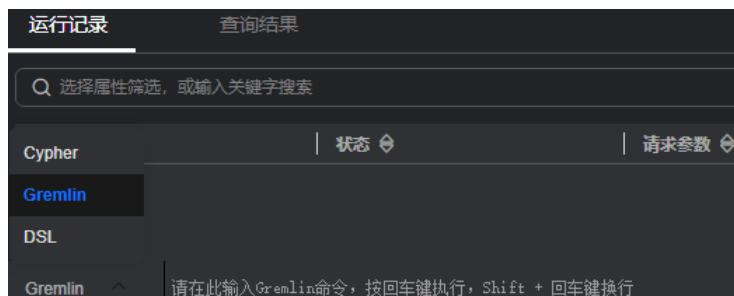 运行记录 查询结果
选择属性筛选，或输入关键字搜索
状态 请求参数
Cypher
Gremlin
DSL
Gremlin 请在此输入Gremlin命令，按回车键执行，Shift + 回车键换行